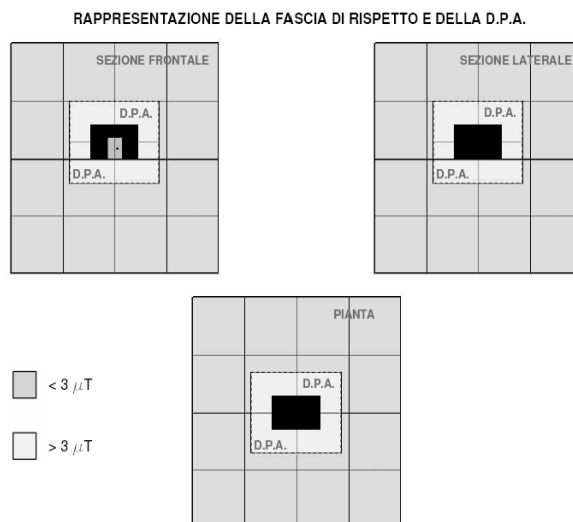 RAPPRESENTAZIONE DELLA FASCIA DI RISPETTO E DELLA D.P.A.
SEZIONE FRONTALE
D.P.A.
D.P.A.
SEZIONE LATERALE
D.P.A.
D.P.A.
PIANTA
D.P.A.
D.P.A.
< 3 μT
> 3 μT